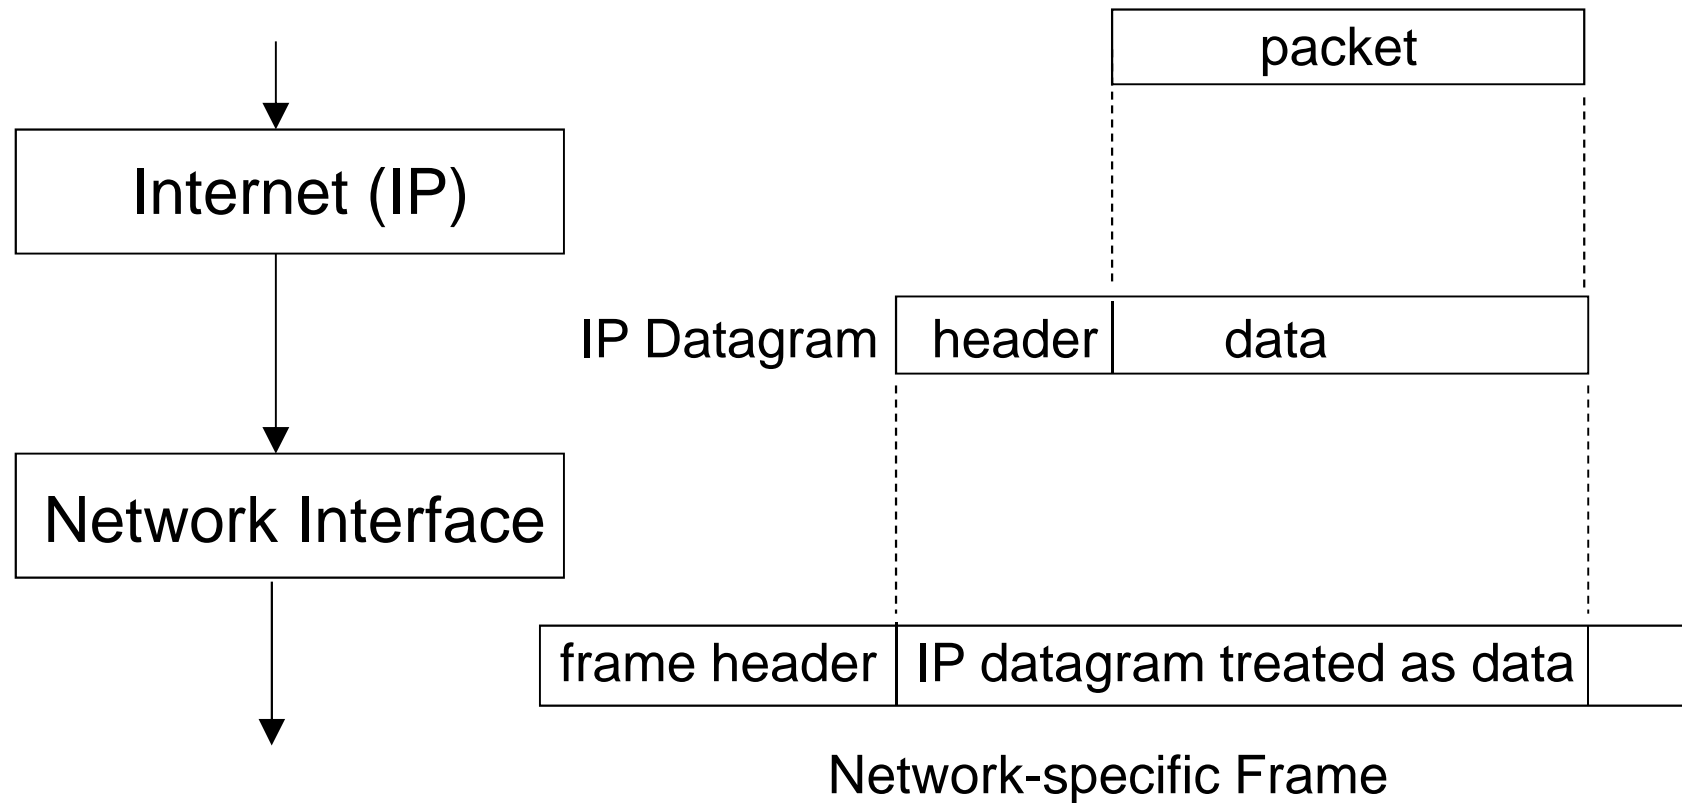 packet
Internet (IP)
IP Datagram header data
Network Interface
frame header IP datagram treated as data
Network-specific Frame